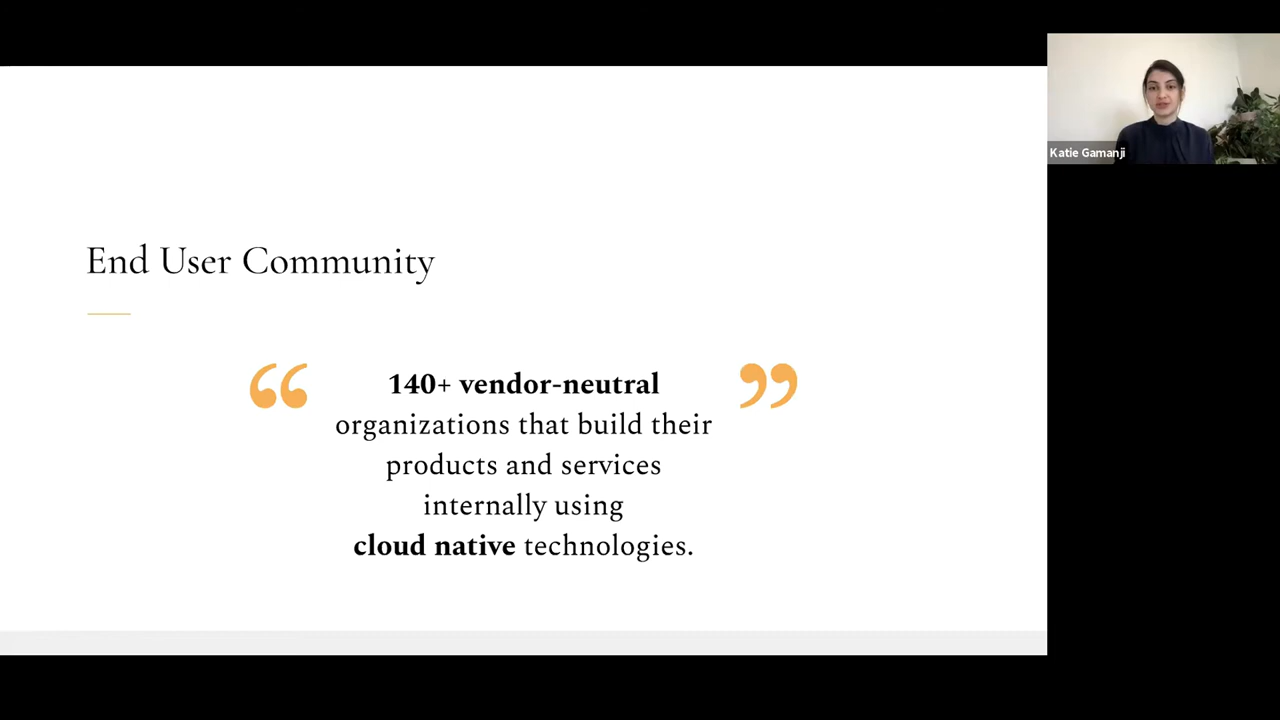 End User Community
“ 140+ vendor-neutral ”
organizations that build their
products and services
internally using
cloud native technologies.
Katie Gamanji